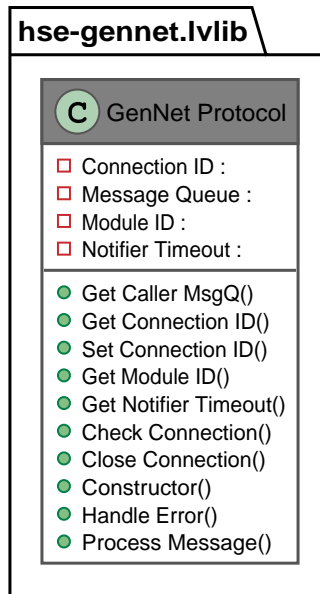 hse-gennet.lvlib
C GenNet Protocol
Connection ID :
Message Queue :
Module ID :
Notifier Timeout :
Get Caller MsgQ()
Get Connection ID()
Set Connection ID()
Get Module ID()
Get Notifier Timeout()
Check Connection()
Close Connection()
Constructor()
Handle Error()
Process Message()